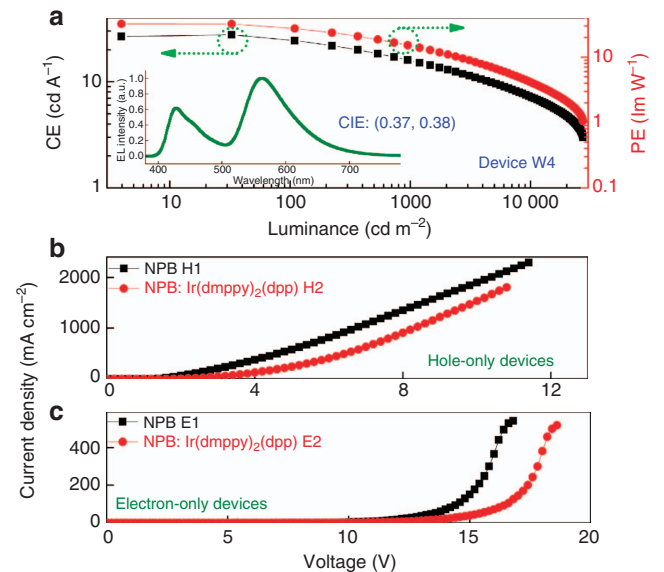 a
CE (cd A⁻¹)
10
1
PE (lm W⁻¹)
10
1
0.1
EL intensity (a.u.)
1.0
0.8
0.6
0.4
0.2
0.0
400 500 600 700
Wavelength (nm)
CIE: (0.37, 0.38)
Device W4
10 100 1000 10 000
Luminance (cd m⁻²)
b
NPB H1
NPB: Ir(dmppy)₂(dpp) H2
2000
1000
0
Hole-only devices
0 4 8 12
Current density (mA cm⁻²)
c
NPB E1
NPB: Ir(dmppy)₂(dpp) E2
400
200
0
Electron-only devices
0 5 10 15 20
Voltage (V)